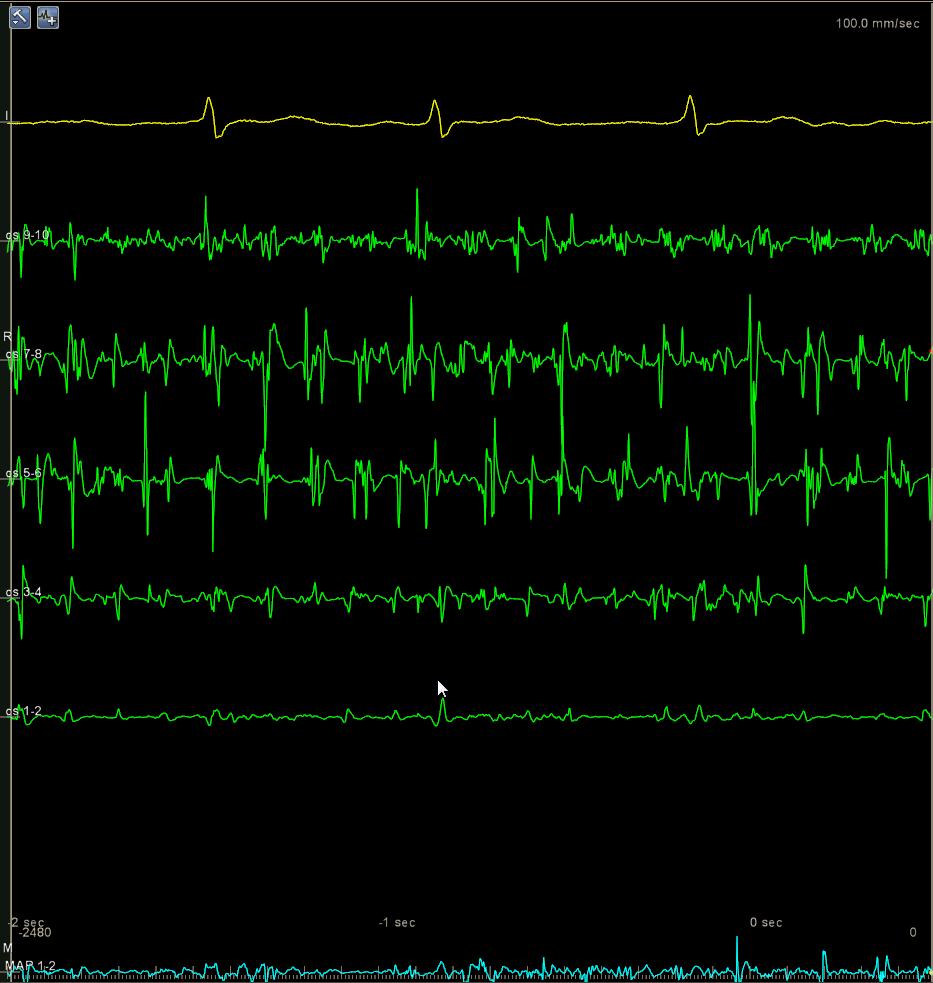 100.0 mm/sec
I
cs 9-10
R
cs 7-8
cs 5-6
cs 3-4
cs 1-2
-2 sec
-1 sec
0 sec
-2480
0
M
MAP 1-2